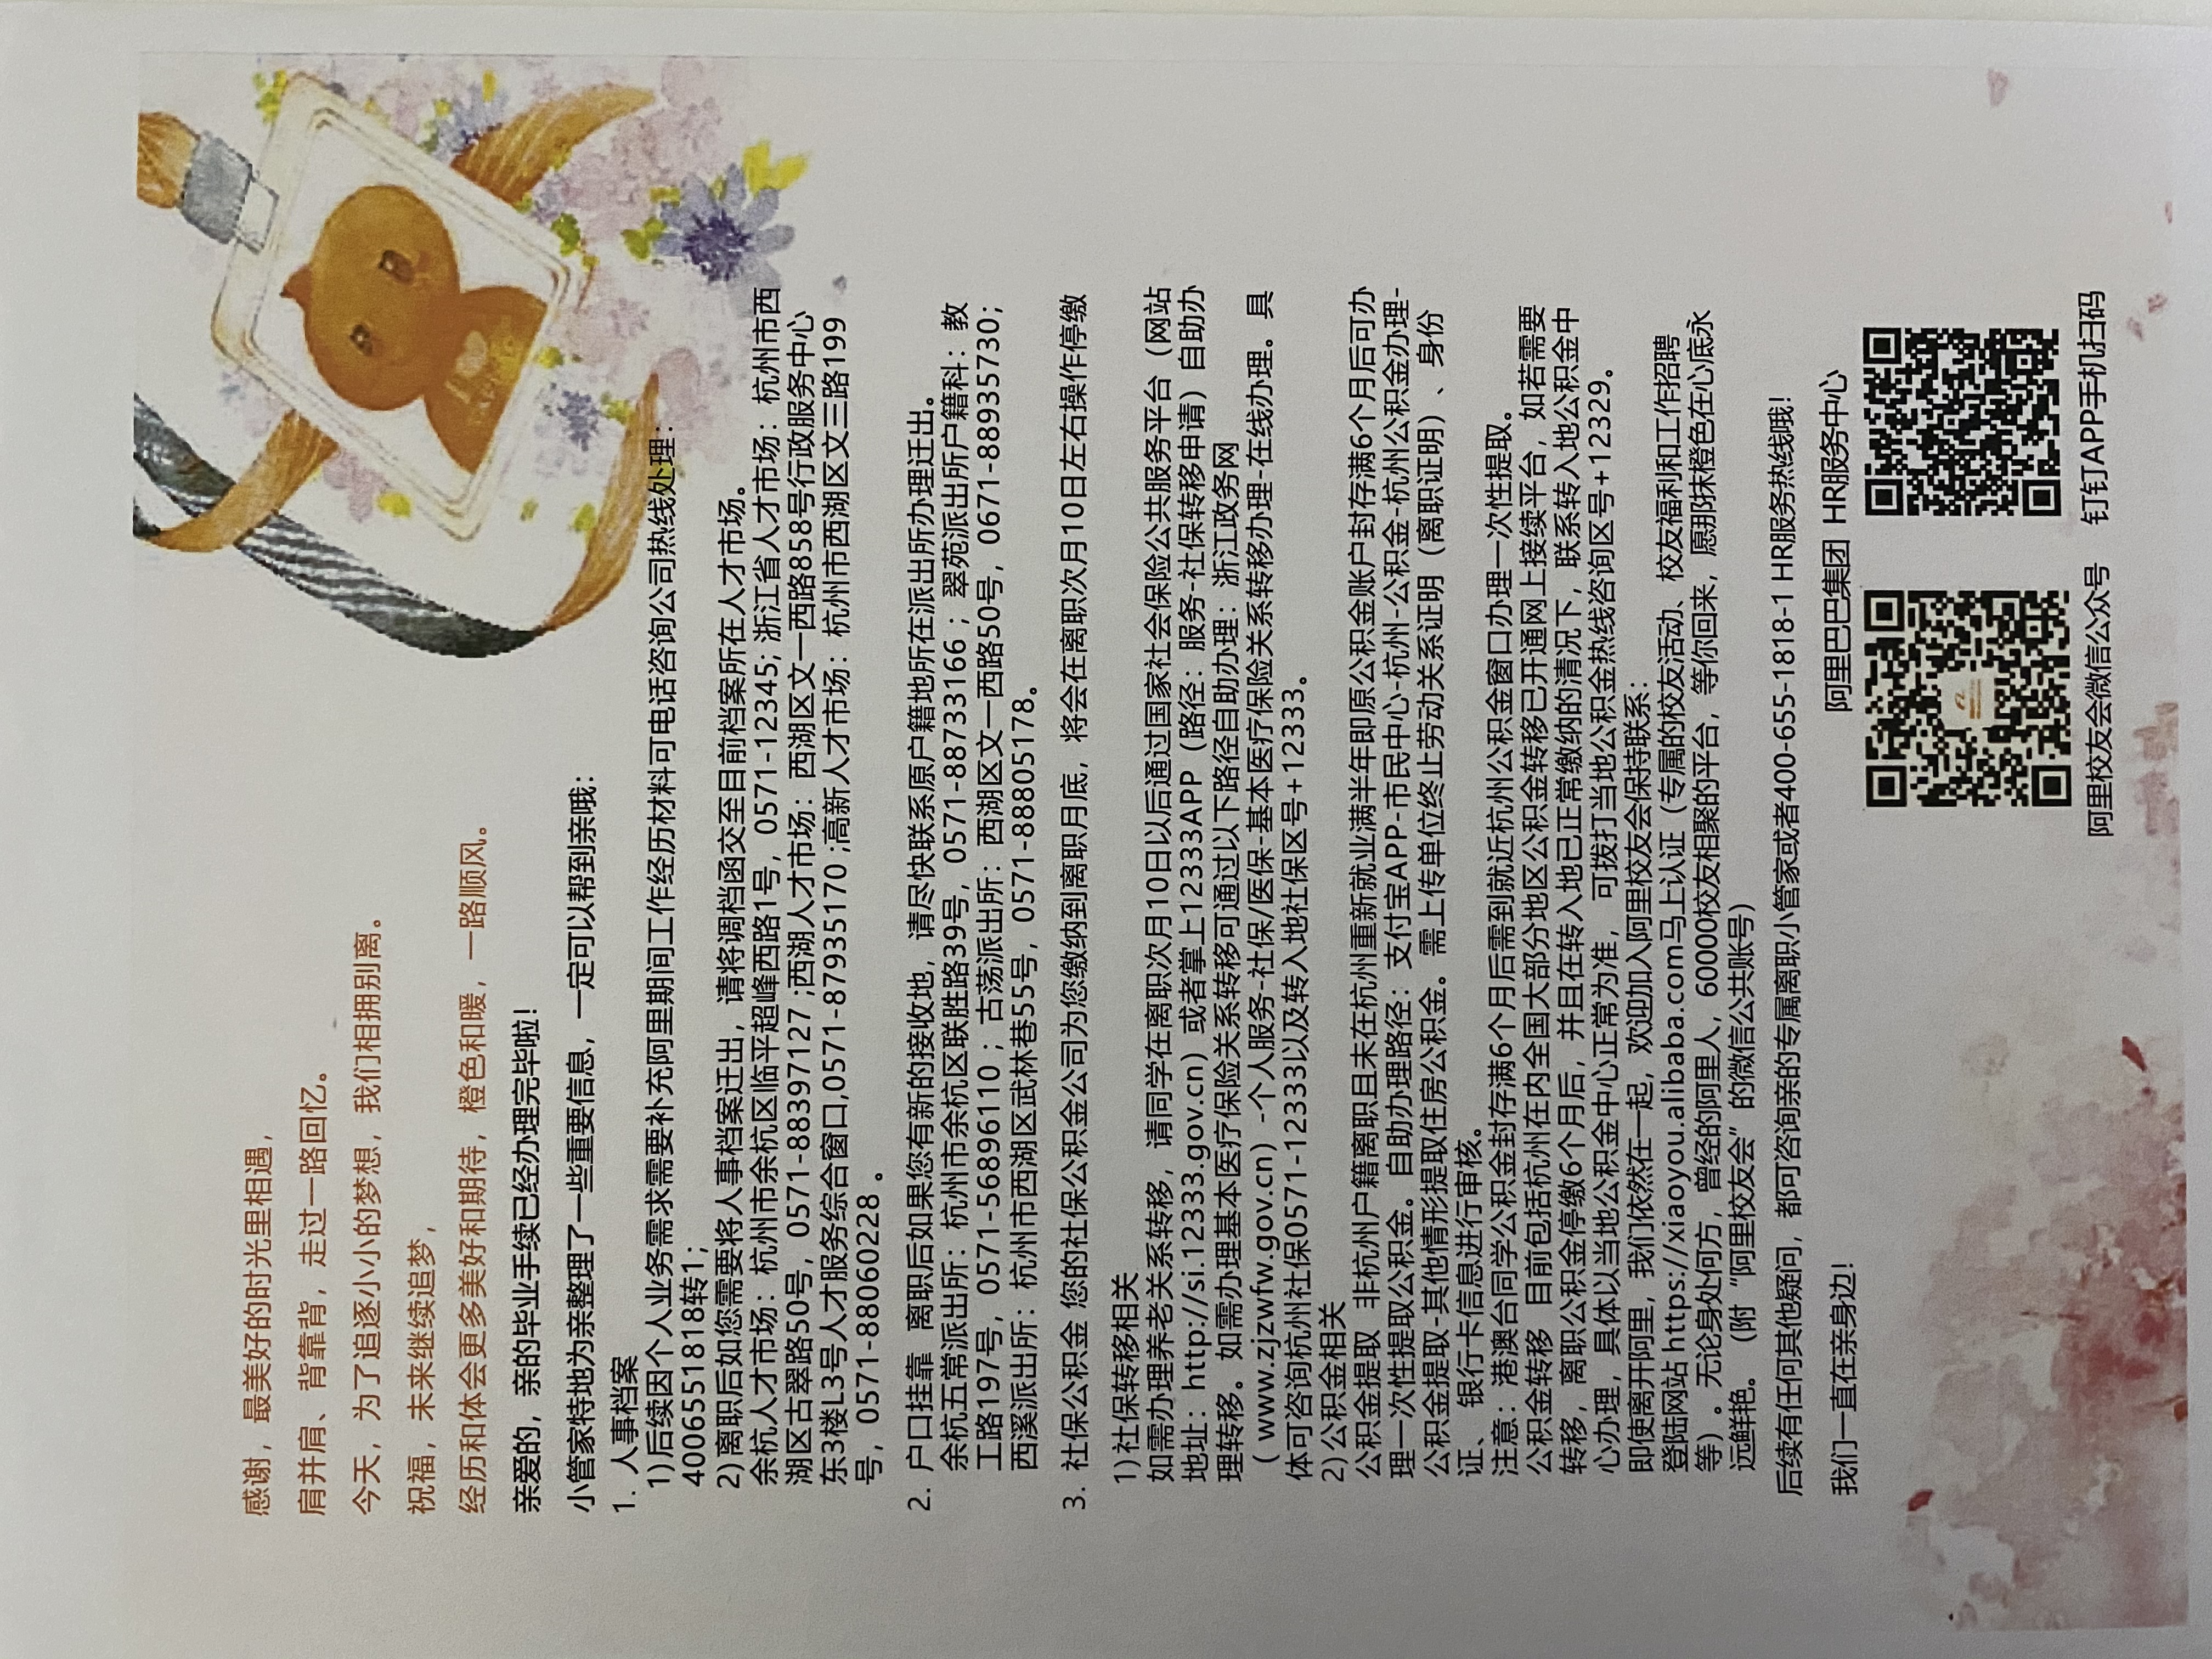 感谢，最美好的时光里相遇，
肩并肩、背靠背，走过一路回忆。
今天，为了追逐小小的梦想，我们相拥别离。
祝福，未来继续追梦，
经历和体会更多美好和期待，橙色和暖，一路顺风。
亲爱的，亲的毕业手续已经办理完毕啦！
小管家特地为亲整理了一些重要信息，一定可以帮到亲哦：
1. 人事档案
1)后续因个人业务需求需要补充阿里期间工作经历材料可电话咨询公司热线处理：
4006551818转1；
2)离职后如您需要将人事档案迁出，请将调档函交至目前档案所在人才市场。
余杭人才市场：杭州市余杭区临平超峰西路1号，0571-12345; 浙江省人才市场：杭州市西
湖区古翠路50号，0571-88397127 ;西湖人才市场：西湖区文一西路858号行政服务中心
东3楼L3号人才服务综合窗口,0571-87935170 ;高新人才市场：杭州市西湖区文三路199
号，0571-88060228 。
2. 户口挂靠 离职后如果您有新的接收地，请尽快联系原户籍地所在派出所办理迁出。
余杭五常派出所：杭州市余杭区联胜路39号，0571-88733166 ；翠苑派出所户籍科：教
工路197号，0571-56896110 ；古荡派出所：西湖区文一西路50号，0671-88935730；
西溪派出所：杭州市西湖区武林巷55号，0571-88805178。
3. 社保公积金 您的社保公积金公司为您缴纳到离职月底，将会在离职次月10日左右操作停缴
1)社保转移相关
如需办理养老关系转移，请同学在离职次月10日以后通过国家社会保险公共服务平台（网站
地址：http://si.12333.gov.cn）或者掌上12333APP（路径：服务-社保转移申请）自助办
理转移。如需办理基本医疗保险关系转移可通过以下路径自助办理：浙江政务网
（ www.zjzwfw.gov.cn）-个人服务-社保/医保-基本医疗保险关系转移办理-在线办理。具
体可咨询杭州社保0571-12333以及转入地社保区号+12333。
2)公积金相关
公积金提取 非杭州户籍离职且未在杭州重新就业满半年即原公积金账户封存满6个月后可办
理一次性提取公积金。自助办理路径：支付宝APP-市民中心-杭州-公积金-杭州公积金办理-
公积金提取-其他情形提取住房公积金。需上传单位终止劳动关系证明（离职证明）、身份
证、 银行卡信息进行审核。
注意：港澳台同学公积金封存满6个月后需到就近杭州公积金窗口办理一次性提取。
公积金转移 目前包括杭州在内全国大部分地区公积金转移已开通网上接续平台，如若需要
转移，离职公积金停缴6个月后，并且在转入地已正常缴纳的情况下，联系转入地公积金中
心办理，具体以当地公积金中心正常为准， 可拨打当地公积金热线咨询区号+12329。
即使离开阿里，我们依然在一起，欢迎加入阿里校友会保持联系：
登陆网站 https://xiaoyou.alibaba.com马上认证（专属的校友活动、校友福利和工作招聘
等）。无论身处何方，曾经的阿里人，60000校友相聚的平台，等你回来，愿那抹橙色在心底永
远鲜艳。（附“阿里校友会”的微信公共账号）
后续有任何其他疑问，都可咨询亲的专属离职小管家或者400-655-1818-1 HR服务热线哦！
我们一直在亲身边！
阿里巴巴集团 HR服务中心
阿里校友会微信公众号 钉钉APP手机扫码